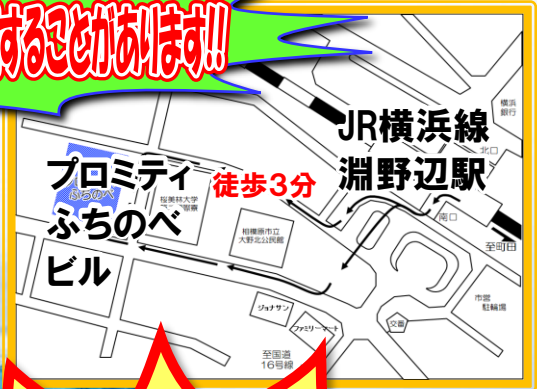 することがあります!!
JR横浜線
淵野辺駅
横浜
銀行
北口
プロミティ
ふちのべ
ビル
ふちのべ
徒歩3分
桜美林大学
相模原市立
大野北公民館
南口
至町田
市営
駐輪場
ジョナサン
ファミリーマート
交番
至国道
16号線